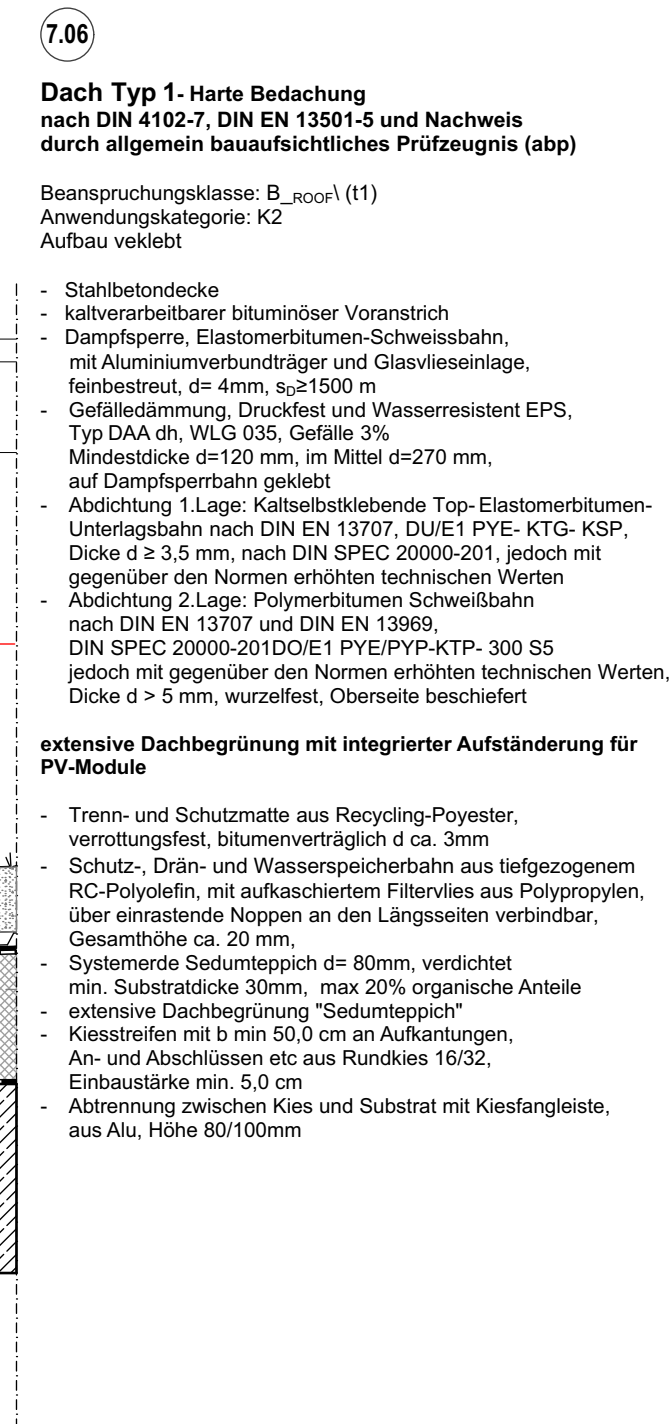 7.06
Dach Typ 1- Harte Bedachung
nach DIN 4102-7, DIN EN 13501-5 und Nachweis
durch allgemein bauaufsichtliches Prüfzeugnis (abp)
Beanspruchungsklasse: B_ROOF\ (t1)
Anwendungskategorie: K2
Aufbau veklebt
- Stahlbetondecke
- kaltverarbeitbarer bituminöser Voranstrich
- Dampfsperre, Elastomerbitumen-Schweissbahn,
mit Aluminiumverbundträger und Glasvlieseinlage,
feinbestreut, d= 4mm, sD≥1500 m
- Gefälledämmung, Druckfest und Wasserresistent EPS,
Typ DAA dh, WLG 035, Gefälle 3%
Mindestdicke d=120 mm, im Mittel d=270 mm,
auf Dampfsperrbahn geklebt
- Abdichtung 1.Lage: Kaltselbstklebende Top-Elastomerbitumen-
Unterlagsbahn nach DIN EN 13707, DU/E1 PYE- KTG- KSP,
Dicke d ≥ 3,5 mm, nach DIN SPEC 20000-201, jedoch mit
gegenüber den Normen erhöhten technischen Werten
- Abdichtung 2.Lage: Polymerbitumen Schweißbahn
nach DIN EN 13707 und DIN EN 13969,
DIN SPEC 20000-201DO/E1 PYE/PYP-KTP- 300 S5
jedoch mit gegenüber den Normen erhöhten technischen Werten,
Dicke d > 5 mm, wurzelfest, Oberseite beschiefert
extensive Dachbegrünung mit integrierter Aufständerung für
PV-Module
- Trenn- und Schutzmatte aus Recycling-Poyester,
verrottungsfest, bitumenverträglich d ca. 3mm
- Schutz-, Drän- und Wasserspeicherbahn aus tiefgezogenem
RC-Polyolefin, mit aufkaschiertem Filtervlies aus Polypropylen,
über einrastende Noppen an den Längsseiten verbindbar,
Gesamthöhe ca. 20 mm,
- Systemerde Sedumteppich d= 80mm, verdichtet
min. Substratdicke 30mm, max 20% organische Anteile
- extensive Dachbegrünung "Sedumteppich"
- Kiesstreifen mit b min 50,0 cm an Aufkantungen,
An- und Abschlüssen etc aus Rundkies 16/32,
Einbaustärke min. 5,0 cm
- Abtrennung zwischen Kies und Substrat mit Kiesfangleiste,
aus Alu, Höhe 80/100mm